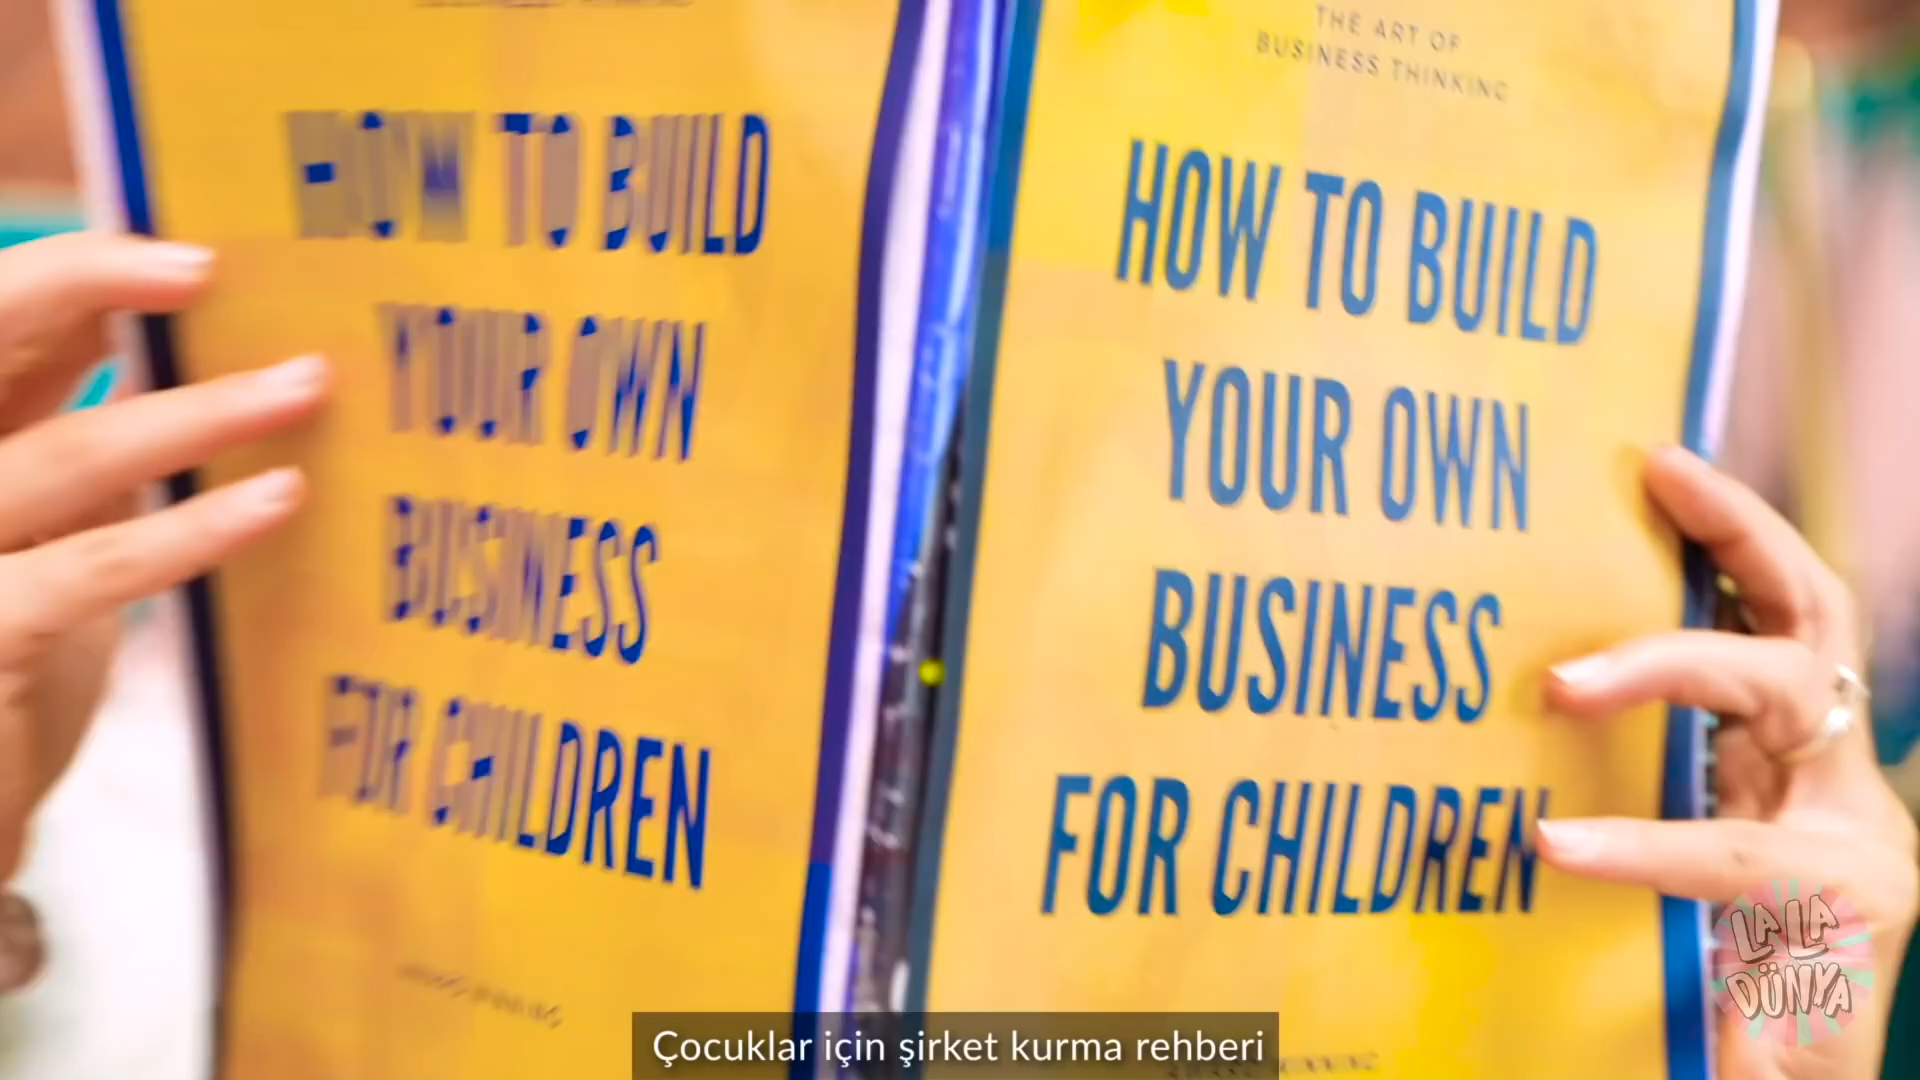 HOW TO BUILD
YOUR OWN
BUSINESS
FOR CHILDREN
THE ART OF
BUSINESS THINKING
HOW TO BUILD
YOUR OWN
BUSINESS
FOR CHILDREN
LA LA
DÜNYA
Çocuklar için şirket kurma rehberi